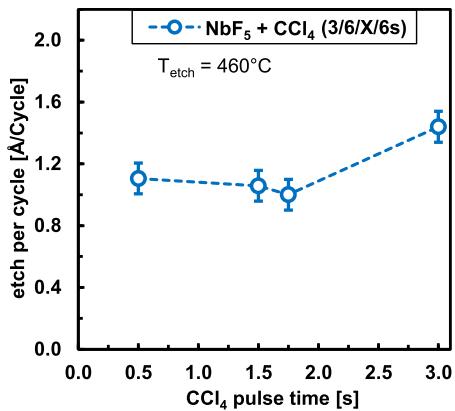 NbF₅ + CCl₄ (3/6/X/6s)
T_etch = 460°C
etch per cycle [Å/Cycle]
2.0
1.6
1.2
0.8
0.4
0.0
0.0 0.5 1.0 1.5 2.0 2.5 3.0
CCl₄ pulse time [s]